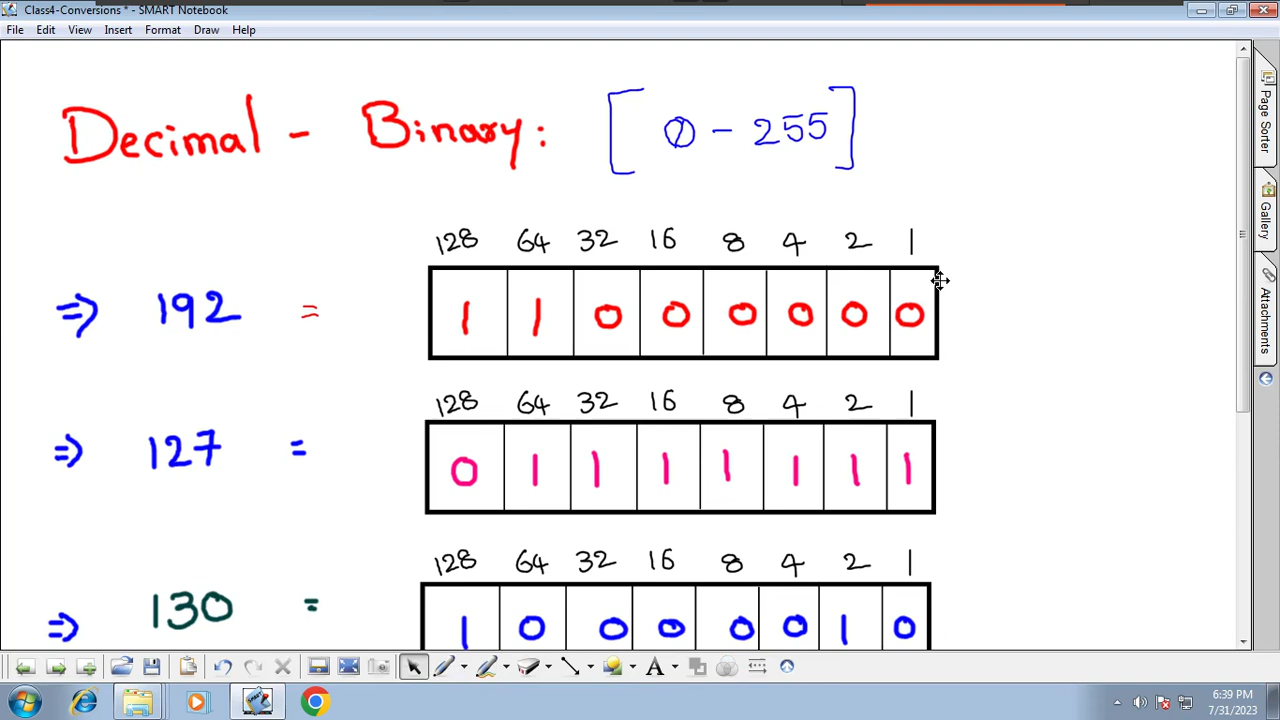 Class4-Conversions * - SMART Notebook
File Edit View Insert Format Draw Help
Decimal - Binary: [ 0 - 255 ]
128 64 32 16 8 4 2 1
⇒ 192 = 1 1 0 0 0 0 0 0
128 64 32 16 8 4 2 1
⇒ 127 = 0 1 1 1 1 1 1 1
128 64 32 16 8 4 2 1
⇒ 130 = 1 0 0 0 0 0 1 0
Page Sorter
Gallery
Attachments
A
6:39 PM
7/31/2023